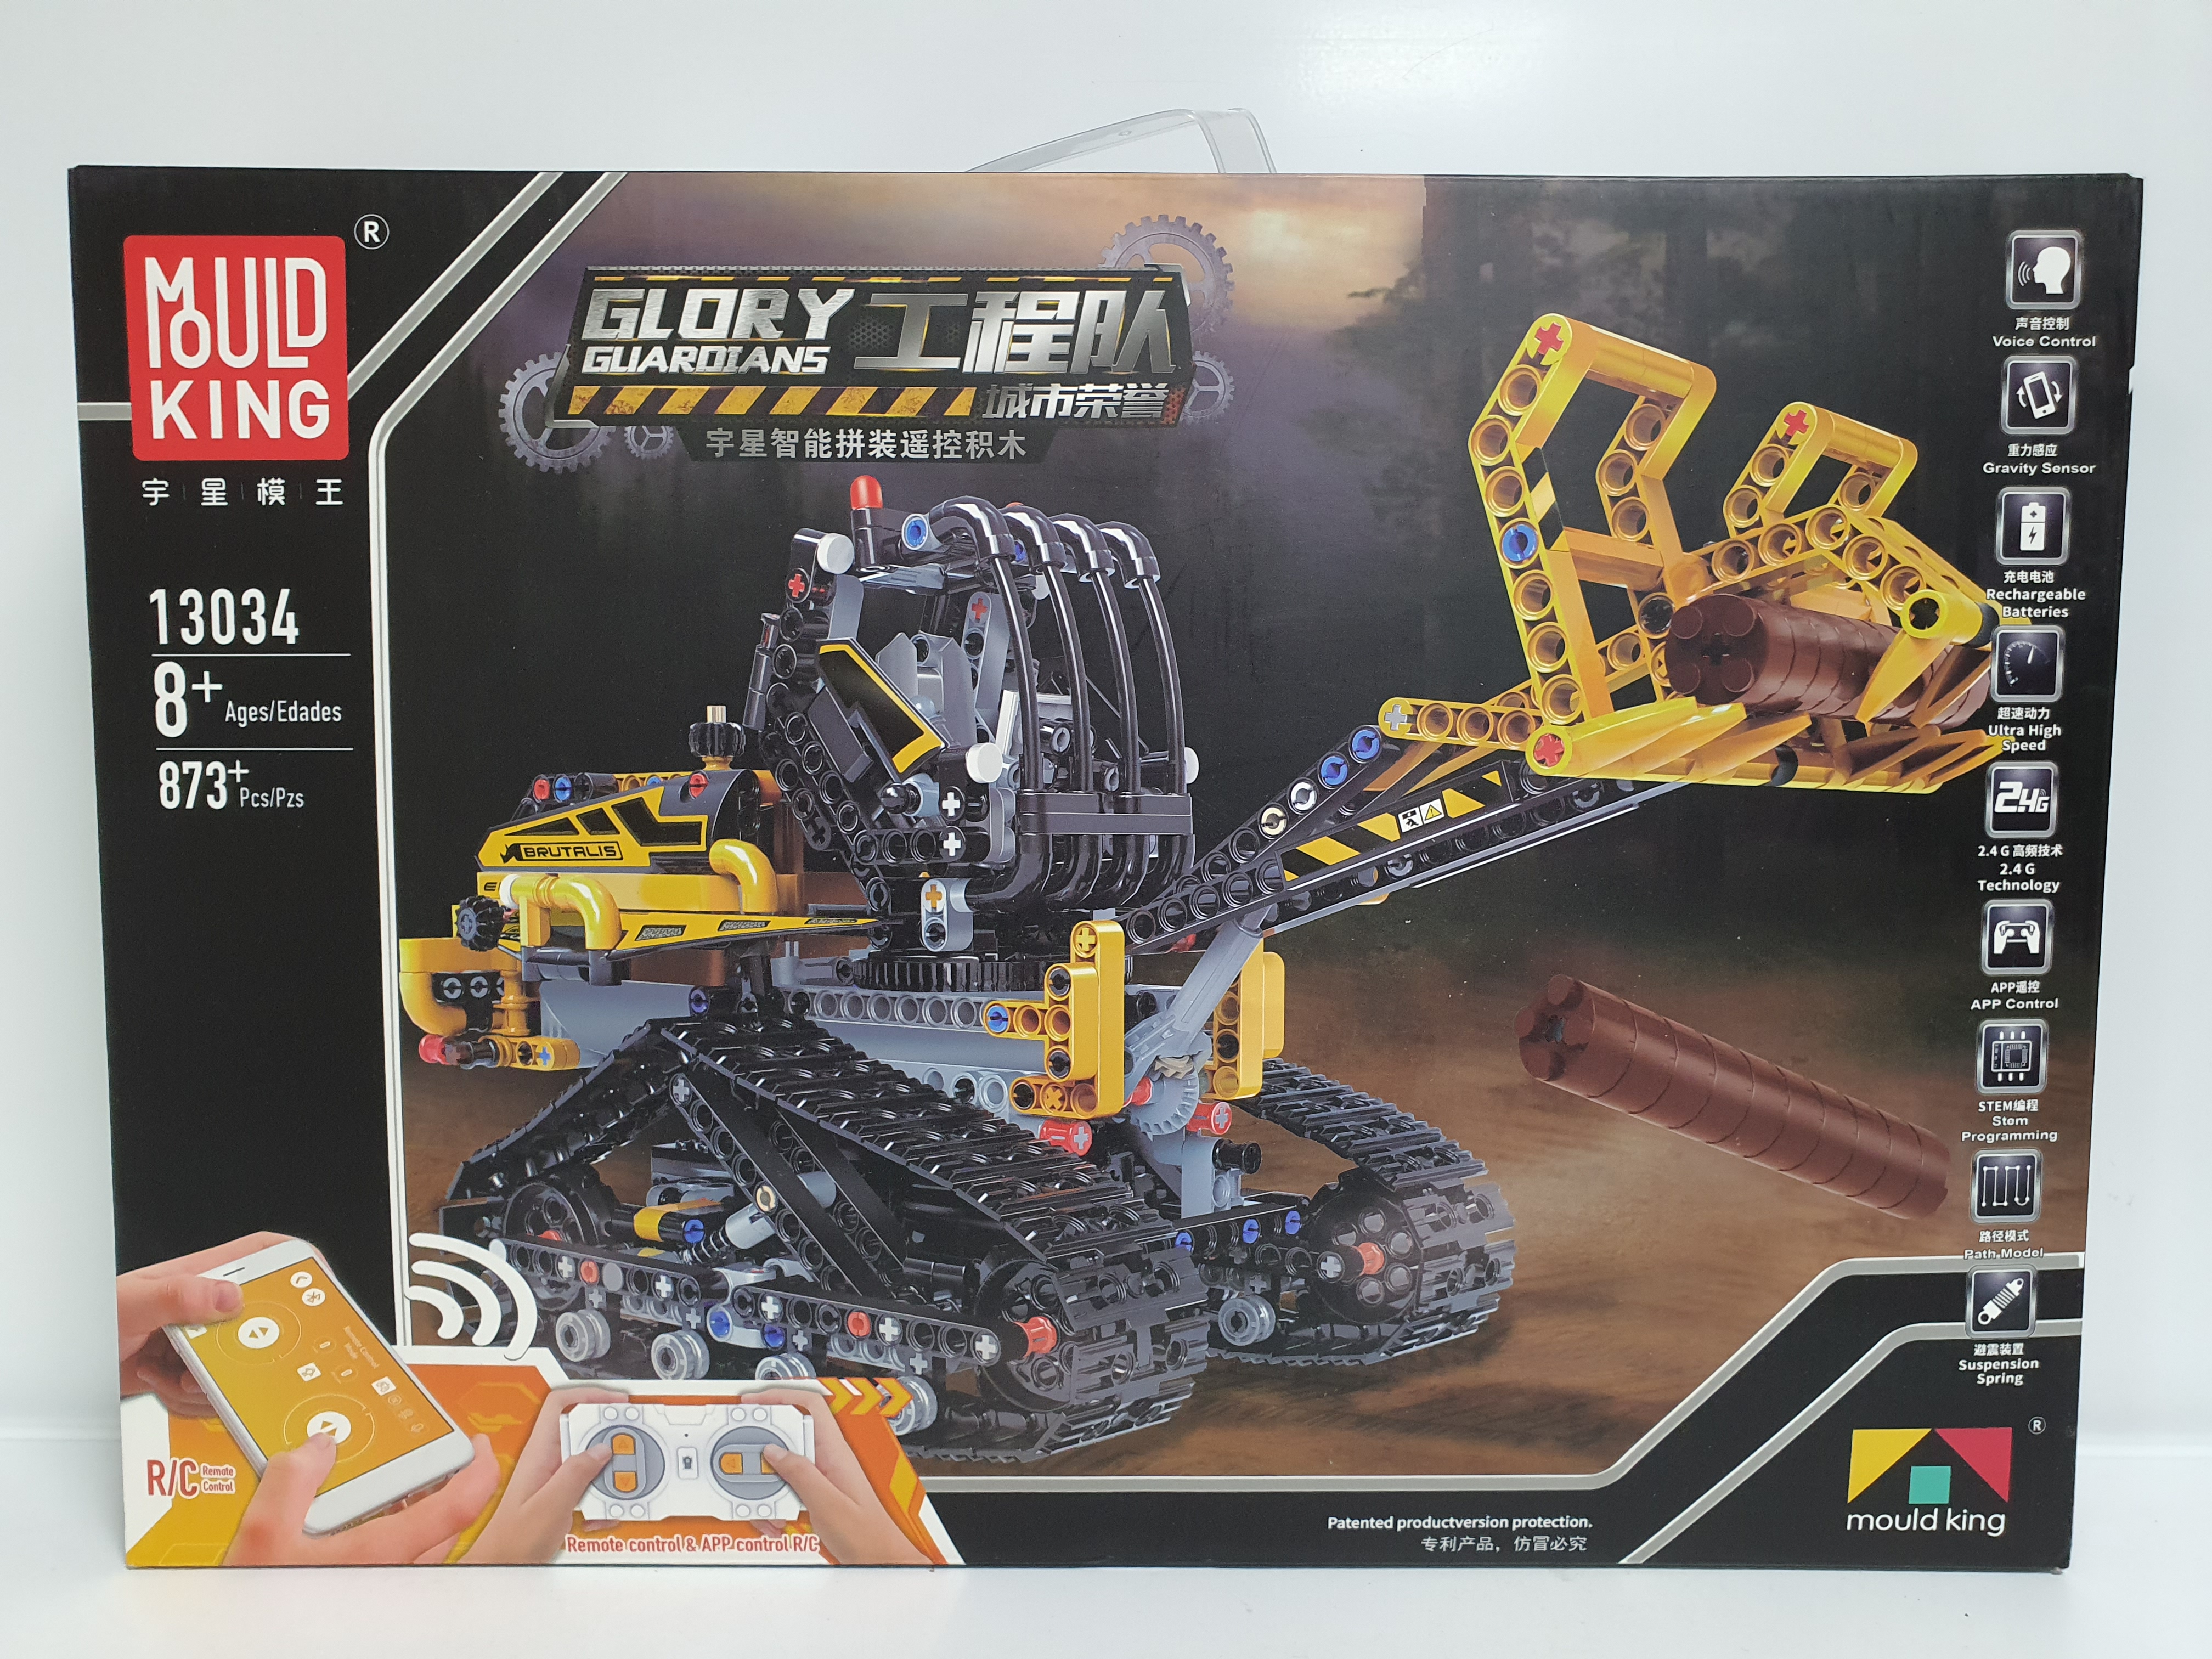 MOULD
KING
®
宇 星 模 王
13034
8+ Ages/Edades
873+ Pcs/Pzs
GLORY
GUARDIANS
工程队
城市荣誉
宇星智能拼装遥控积木
BRUTALIS
声音控制
Voice Control
重力感应
Gravity Sensor
充电电池
Rechargeable
Batteries
超速动力
Ultra High
Speed
2.4G
2.4 G 高频技术
2.4 G
Technology
APP遥控
APP Control
STEM编程
Stem
Programming
路径模式
Path Model
避震装置
Suspension
Spring
Remote Control
Mode
R/C Remote
Control
Remote control & APP control R/C
Patented productversion protection.
专利产品，仿冒必究
®
mould king